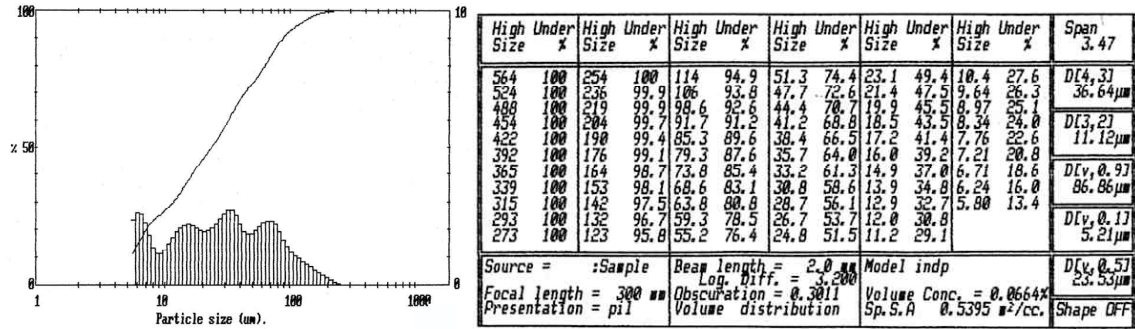 100
10
% 50
0
0
1 10 100 1000
Particle size (um).
High Under High Under High Under High Under High Under High Under Span
Size % Size % Size % Size % Size % Size % 3.47
564 100 254 100 114 94.9 51.3 74.4 23.1 49.4 10.4 27.6 D[4,3]
524 100 236 99.9 106 93.8 47.7 72.6 21.4 47.5 9.64 26.3 36.64µm
488 100 219 99.9 98.6 92.6 44.4 70.7 19.9 45.5 8.97 25.1
454 100 204 99.7 91.7 91.2 41.2 68.8 18.5 43.5 8.34 24.0 D[3,2]
422 100 190 99.4 85.3 89.6 38.4 66.5 17.2 41.4 7.76 22.6 11.12µm
392 100 176 99.1 79.3 87.6 35.7 64.0 16.0 39.2 7.21 20.8
365 100 164 98.7 73.8 85.4 33.2 61.3 14.9 37.0 6.71 18.6 D[v,0.9]
339 100 153 98.1 68.6 83.1 30.8 58.6 13.9 34.8 6.24 16.0 86.86µm
315 100 142 97.5 63.8 80.8 28.7 56.1 12.9 32.7 5.80 13.4
293 100 132 96.7 59.3 78.5 26.7 53.7 12.0 30.8 D[v,0.1]
273 100 123 95.8 55.2 76.4 24.8 51.5 11.2 29.1 5.21µm
Source = :Sample Beam length = 2.0 mm Model indp D[v,0.5]
Log. Diff. = 3.200 23.53µm
Focal length = 300 mm Obscuration = 0.3011 Volume Conc. = 0.0664%
Presentation = pil Volume distribution Sp.S.A 0.5395 m²/cc. Shape OFF